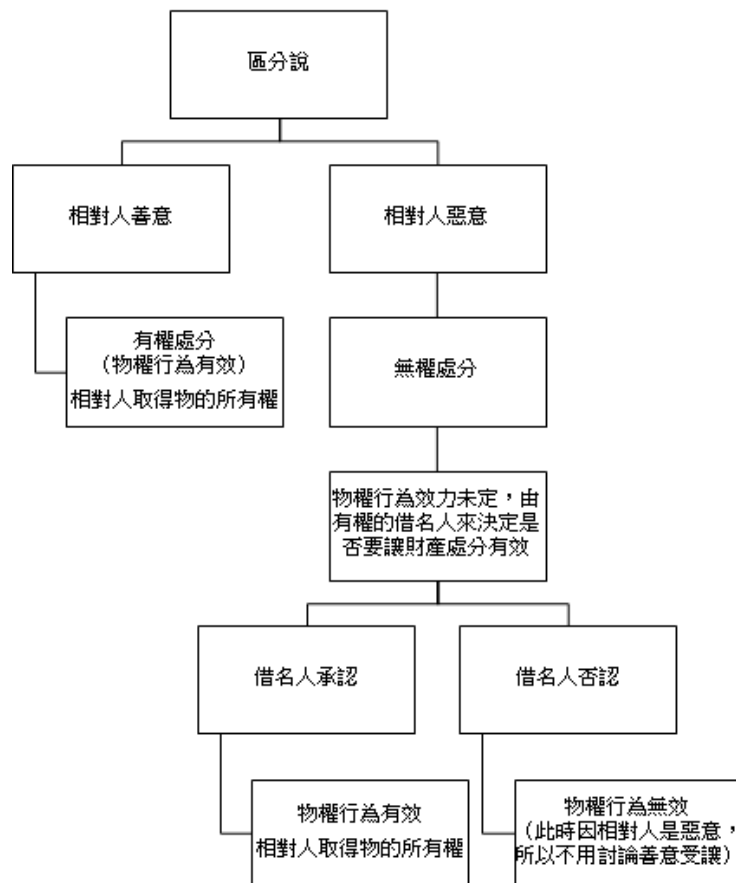 區分說
相對人善意
相對人惡意
有權處分
（物權行為有效）
相對人取得物的所有權
無權處分
物權行為效力未定，由
有權的借名人來決定是
否要讓財產處分有效
借名人承認
借名人否認
物權行為有效
相對人取得物的所有權
物權行為無效
（此時因相對人是惡意，
所以不用討論善意受讓）